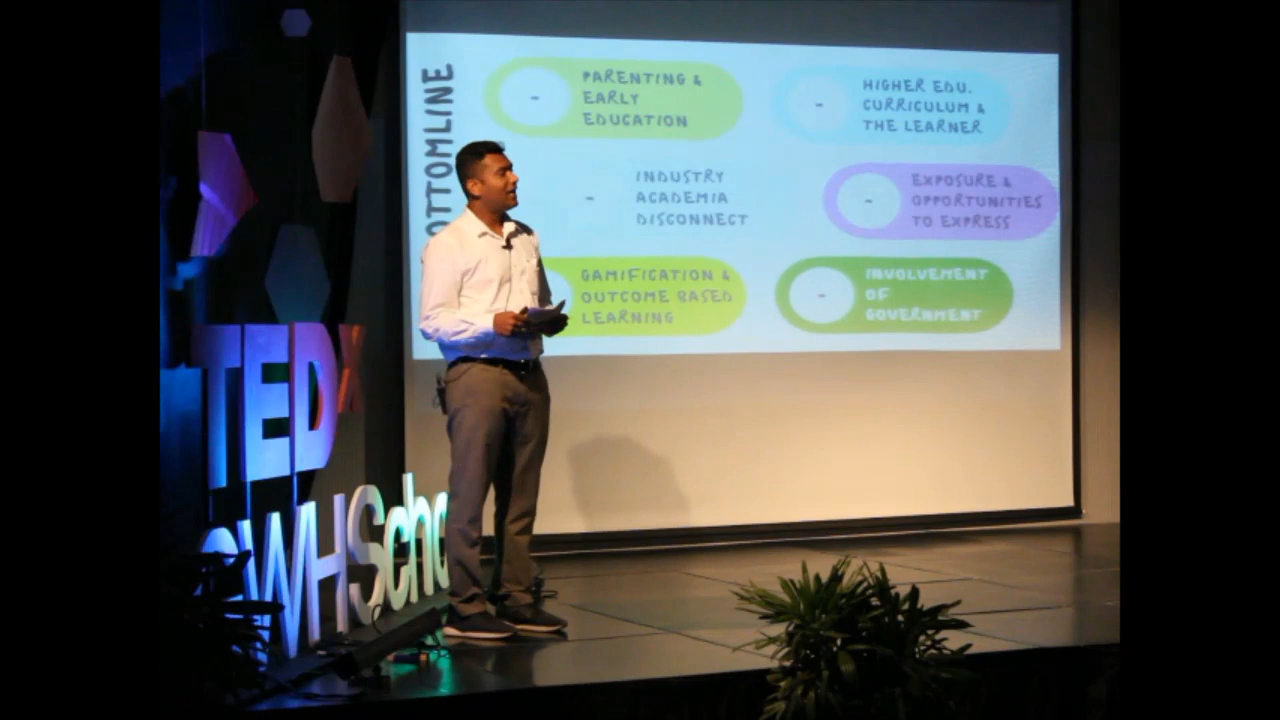 OTTOMLINE
PARENTING &
EARLY
EDUCATION
HIGHER EDU.
CURRICULUM &
THE LEARNER
INDUSTRY
ACADEMIA
DISCONNECT
EXPOSURE &
OPPORTUNITIES
TO EXPRESS
GAMIFICATION &
OUTCOME BASED
LEARNING
INVOLVEMENT
OF
GOVERNMENT
TEDx
WHScho